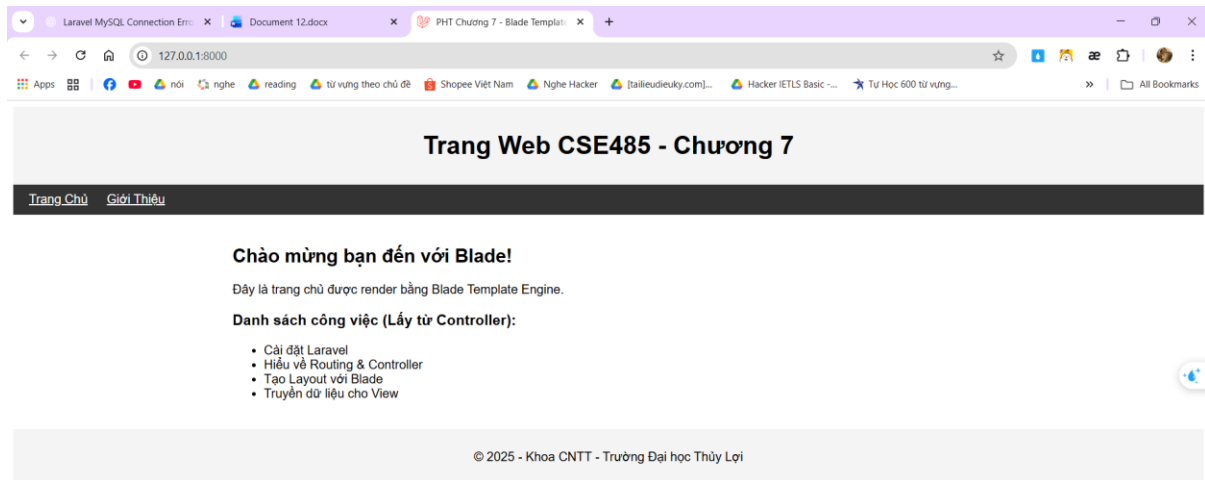 Laravel MySQL Connection Erro Document 12.docx PHT Chương 7 - Blade Template
127.0.0.1:8000
Apps nói nghe reading từ vựng theo chủ đề Shopee Việt Nam Nghe Hacker [tailieudieuky.com]... Hacker IETLS Basic -... Tự Học 600 từ vựng... All Bookmarks
Trang Web CSE485 - Chương 7
Trang Chủ Giới Thiệu
Chào mừng bạn đến với Blade!
Đây là trang chủ được render bằng Blade Template Engine.
Danh sách công việc (Lấy từ Controller):
• Cài đặt Laravel
• Hiểu về Routing & Controller
• Tạo Layout với Blade
• Truyền dữ liệu cho View
© 2025 - Khoa CNTT - Trường Đại học Thủy Lợi